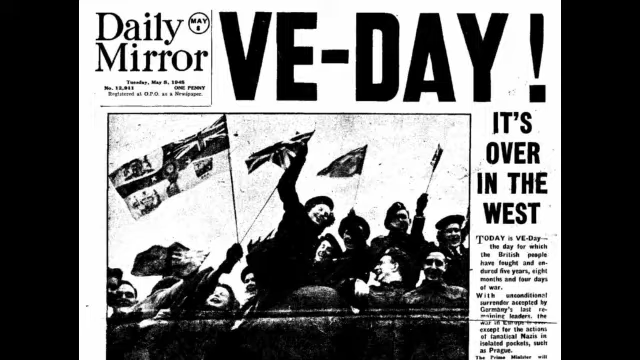 Daily
Mirror
MAY
8
Tuesday, May 8, 1945
No. 12,911 ONE PENNY
Registered at G.P.O. as a Newspaper.
VE-DAY!
IT'S
OVER
IN THE
WEST
TODAY is VE-Day—
the day for which
the British people
have fought and en-
dured five years, eight
months and four days
of war.
With unconditional
surrender accepted by
Germany's last re-
maining leaders, the
war in Europe is over
except for the actions
of fanatical Nazis in
isolated pockets, such
as Prague.
The Prime Minister will